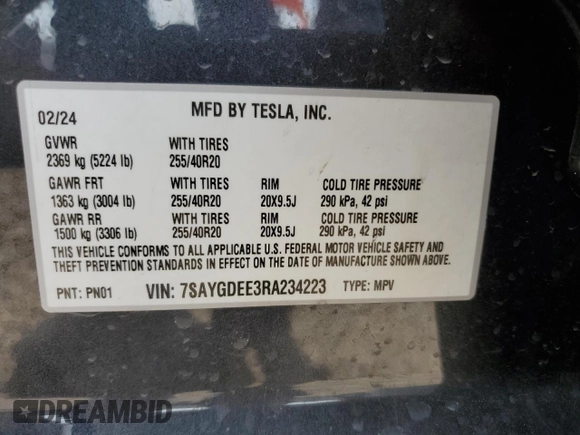 02/24 MFD BY TESLA, INC.
GVWR WITH TIRES
2369 kg (5224 lb) 255/40R20
GAWR FRT WITH TIRES RIM COLD TIRE PRESSURE
1363 kg (3004 lb) 255/40R20 20X9.5J 290 kPa, 42 psi
GAWR RR WITH TIRES RIM COLD TIRE PRESSURE
1500 kg (3306 lb) 255/40R20 20X9.5J 290 kPa, 42 psi
THIS VEHICLE CONFORMS TO ALL APPLICABLE U.S. FEDERAL MOTOR VEHICLE SAFETY AND
THEFT PREVENTION STANDARDS IN EFFECT ON THE DATE OF MANUFACTURE SHOWN ABOVE.
PNT: PN01 VIN: 7SAYGDEE3RA234223 TYPE: MPV
DREAMBID